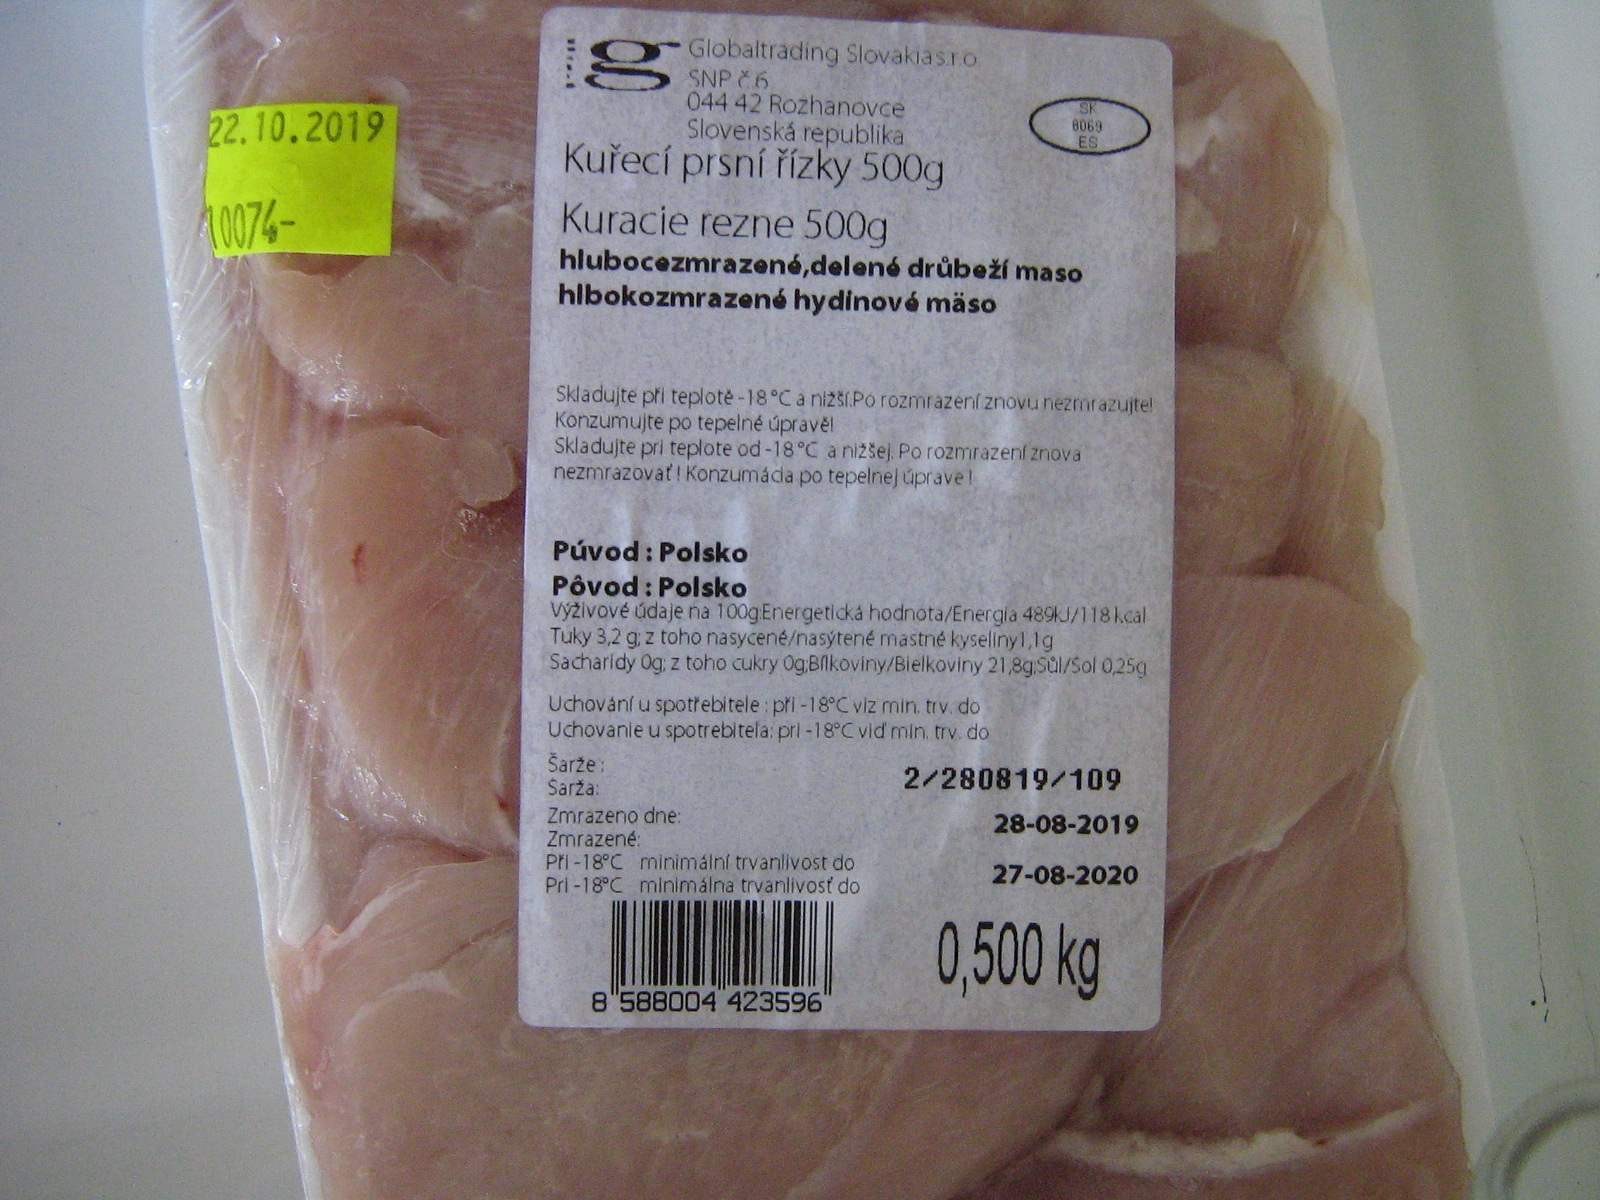 22.10.2019
10074-
Globaltrading Slovakia s.r.o.
SNP č.6
044 42 Rozhanovce
Slovenská republika
SK
8069
ES
Kuřecí prsní řízky 500g
Kuracie rezne 500g
hlubocezmrazené,delené drůbeží maso
hlbokozmrazené hydinové mäso
Skladujte při teplotě -18 °C a nižší.Po rozmrazení znovu nezmrazujte!
Konzumujte po tepelné úpravě!
Skladujte pri teplote od -18 °C a nižšej. Po rozmrazení znova
nezmrazovať ! Konzumácia po tepelnej úprave !
Púvod : Polsko
Pôvod : Polsko
Výživové údaje na 100g:Energetická hodnota/Energia 489kJ/118 kcal
Tuky 3,2 g; z toho nasycené/nasýtené mastné kyseliny1,1g
Sacharidy 0g; z toho cukry 0g;Bílkoviny/Bielkoviny 21,8g;Sůl/Soľ 0,25g
Uchování u spotřebitele : při -18°C viz min. trv. do
Uchovanie u spotrebitela: pri -18°C viď min. trv. do
Šarže :
Šarža:
2/280819/109
Zmrazeno dne:
Zmrazené:
28-08-2019
Při -18°C minimální trvanlivost do
Pri -18°C minimálna trvanlivosť do
27-08-2020
8 588004 423596
0,500 kg